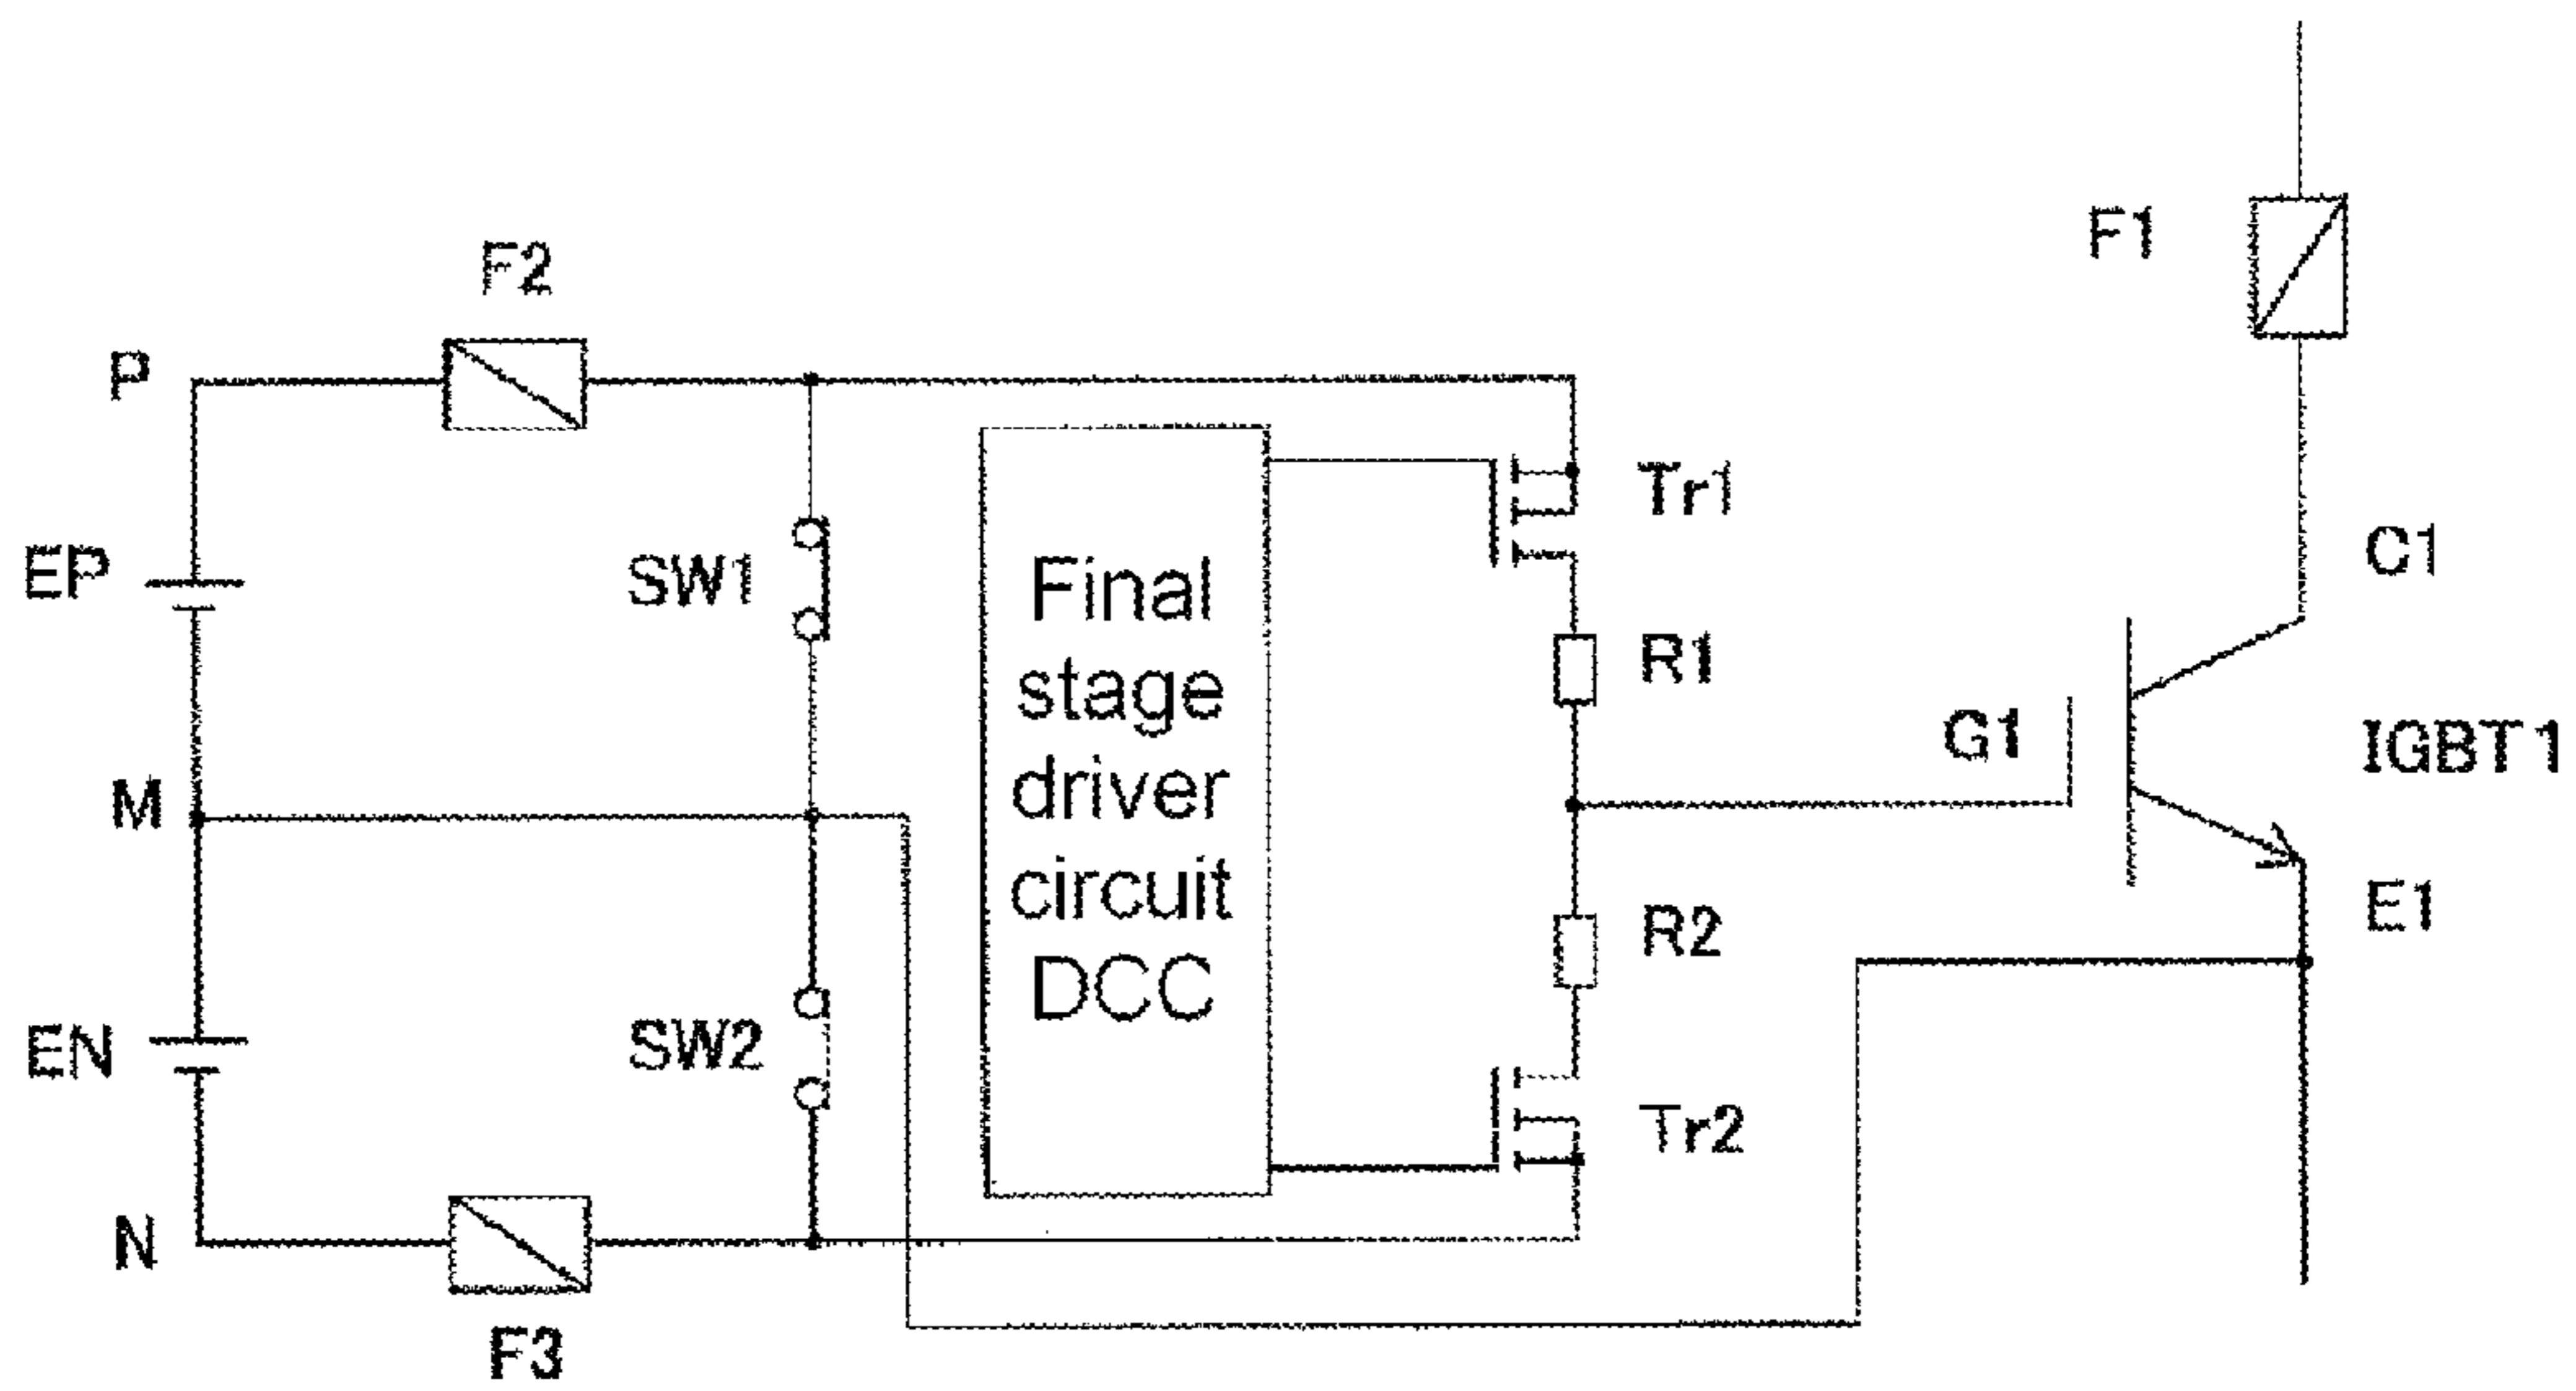 F1
F2
P
Tr1
C1
EP
SW1
Final
stage
driver
circuit
DCC
R1
G1
IGBT1
M
E1
R2
EN
SW2
Tr2
N
F3